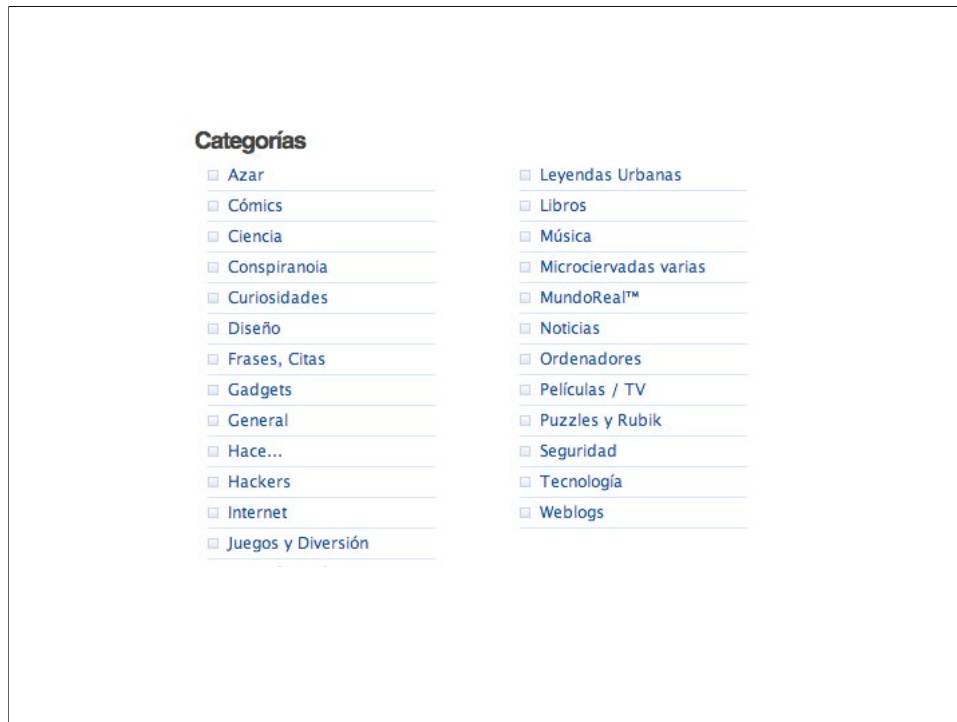 Categorías
Azar
Cómics
Ciencia
Conspiranoia
Curiosidades
Diseño
Frases, Citas
Gadgets
General
Hace...
Hackers
Internet
Juegos y Diversión
Leyendas Urbanas
Libros
Música
Microciervadas varias
MundoReal™
Noticias
Ordenadores
Películas / TV
Puzzles y Rubik
Seguridad
Tecnología
Weblogs